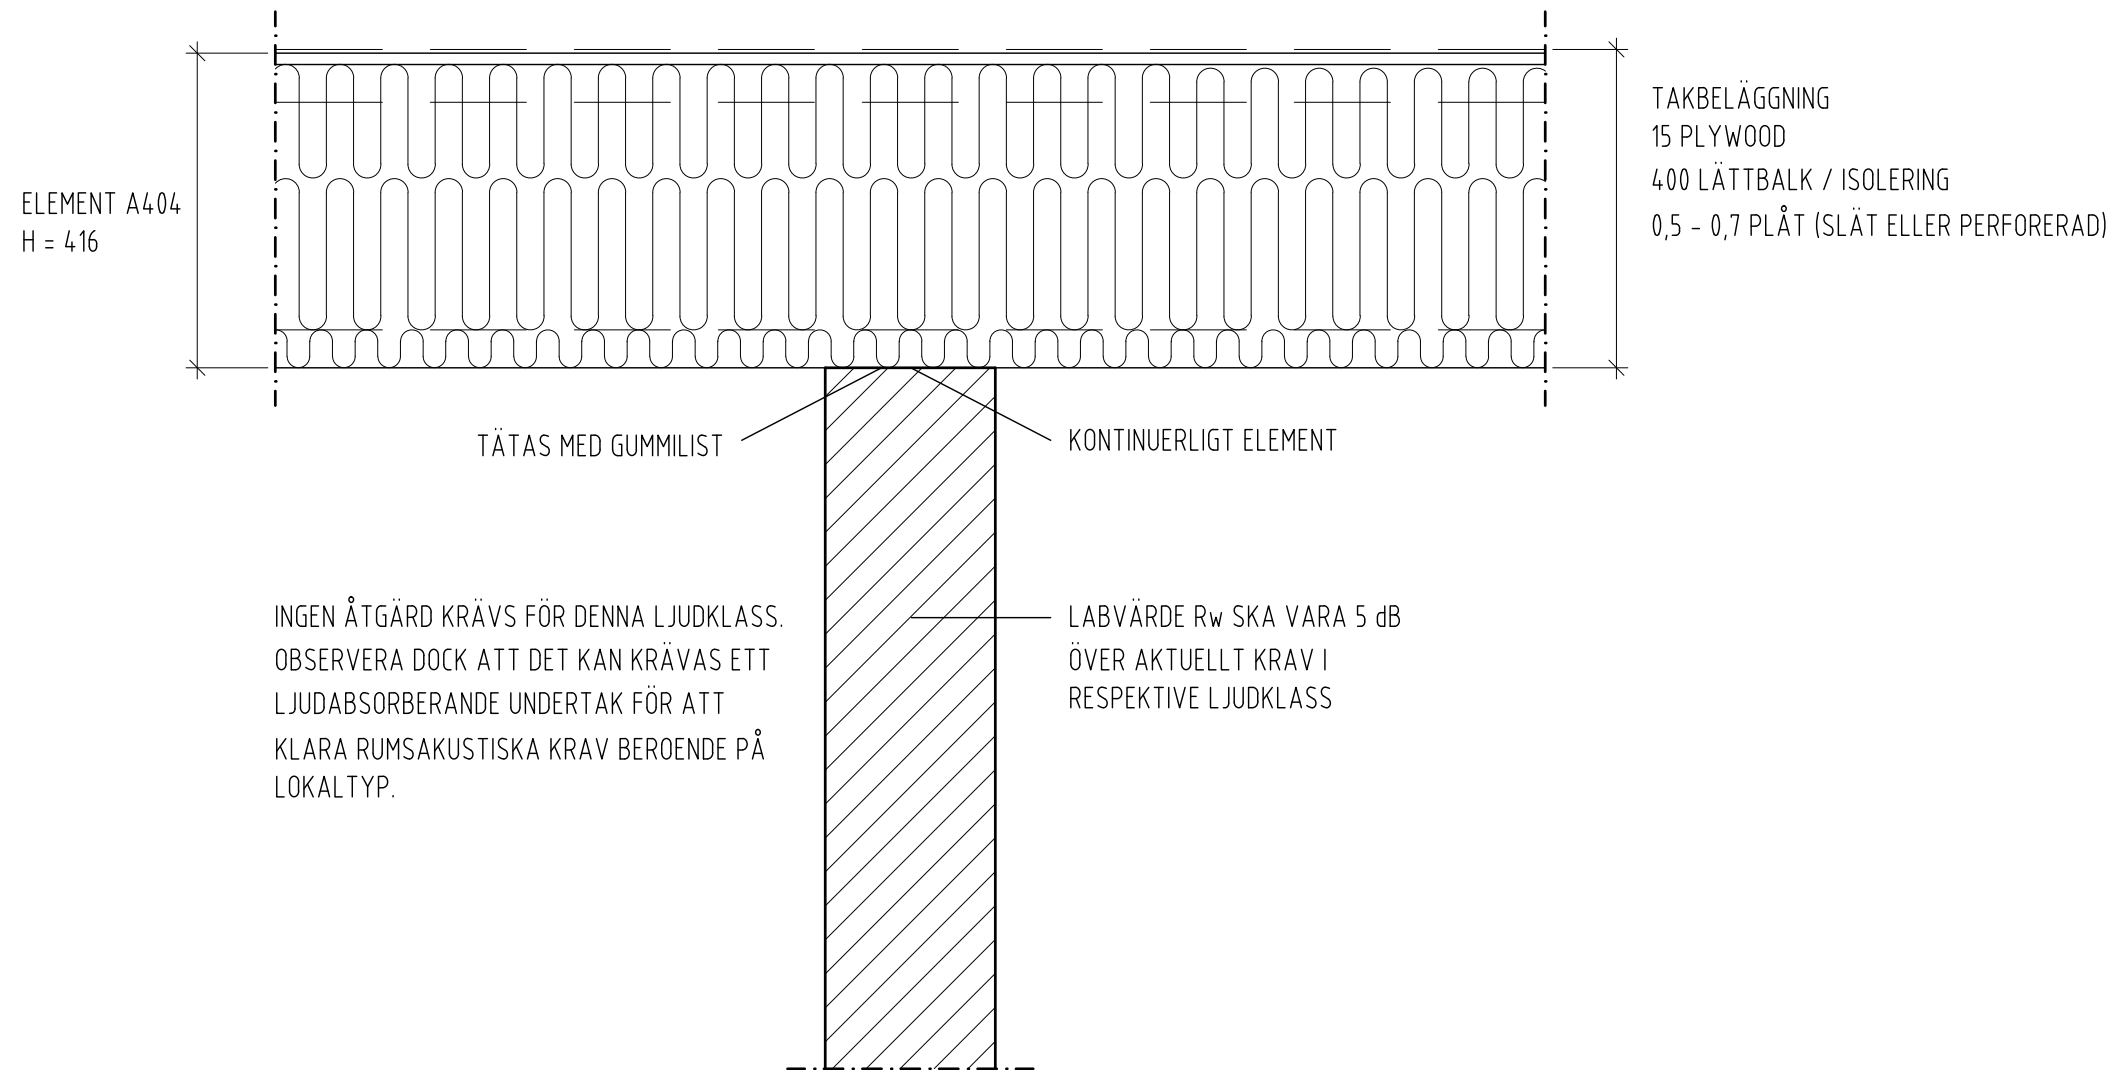 ELEMENT A404
H = 416
TAKBELÄGGNING
15 PLYWOOD
400 LÄTTBALK / ISOLERING
0,5 - 0,7 PLÅT (SLÄT ELLER PERFORERAD)
TÄTAS MED GUMMILIST
KONTINUERLIGT ELEMENT
INGEN ÅTGÄRD KRÄVS FÖR DENNA LJUDKLASS.
OBSERVERA DOCK ATT DET KAN KRÄVAS ETT
LJUDABSORBERANDE UNDERTAK FÖR ATT
KLARA RUMSAKUSTISKA KRAV BEROENDE PÅ
LOKALTYP.
LABVÄRDE Rw SKA VARA 5 dB
ÖVER AKTUELLT KRAV I
RESPEKTIVE LJUDKLASS